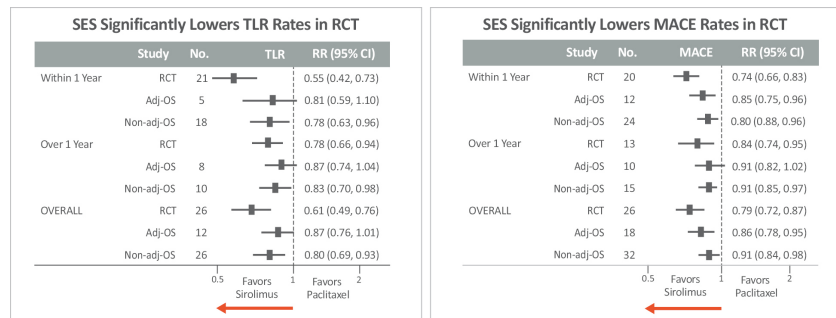 SES Significantly Lowers TLR Rates in RCT
Study No. TLR RR (95% CI)
Within 1 Year RCT 21 0.55 (0.42, 0.73)
Adj-OS 5 0.81 (0.59, 1.10)
Non-adj-OS 18 0.78 (0.63, 0.96)
Over 1 Year RCT 0.78 (0.66, 0.94)
Adj-OS 8 0.87 (0.74, 1.04)
Non-adj-OS 10 0.83 (0.70, 0.98)
OVERALL RCT 26 0.61 (0.49, 0.76)
Adj-OS 12 0.87 (0.76, 1.01)
Non-adj-OS 26 0.80 (0.69, 0.93)
0.5 1 2
Favors Favors
Sirolimus Paclitaxel
SES Significantly Lowers MACE Rates in RCT
Study No. MACE RR (95% CI)
Within 1 Year RCT 20 0.74 (0.66, 0.83)
Adj-OS 12 0.85 (0.75, 0.96)
Non-adj-OS 24 0.80 (0.88, 0.96)
Over 1 Year RCT 13 0.84 (0.74, 0.95)
Adj-OS 10 0.91 (0.82, 1.02)
Non-adj-OS 15 0.91 (0.85, 0.97)
OVERALL RCT 26 0.79 (0.72, 0.87)
Adj-OS 18 0.86 (0.78, 0.95)
Non-adj-OS 32 0.91 (0.84, 0.98)
0.5 1 2
Favors Favors
Sirolimus Paclitaxel